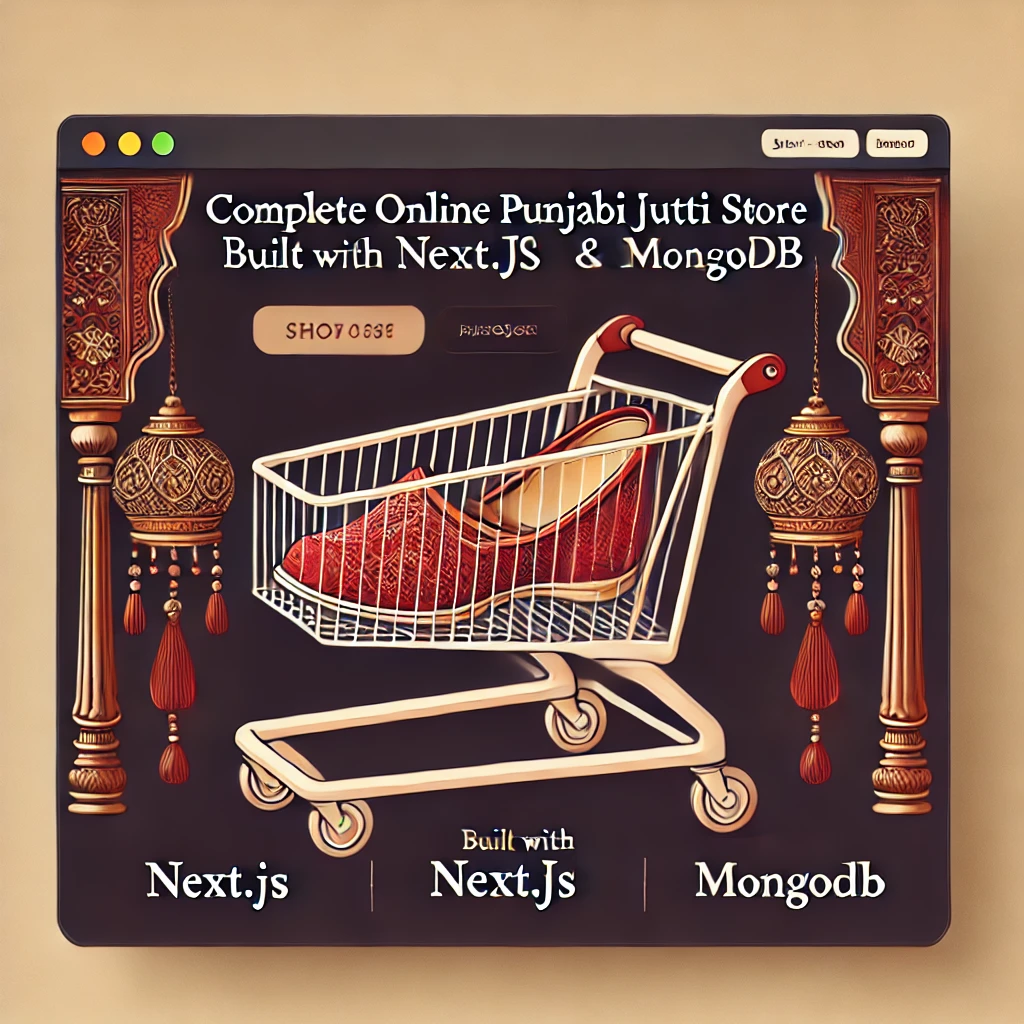 Complete Online Punjabi Jutti Store
Built with Next.JS & MongoDB
Built with
Next.js
Next.Js
Mongodb